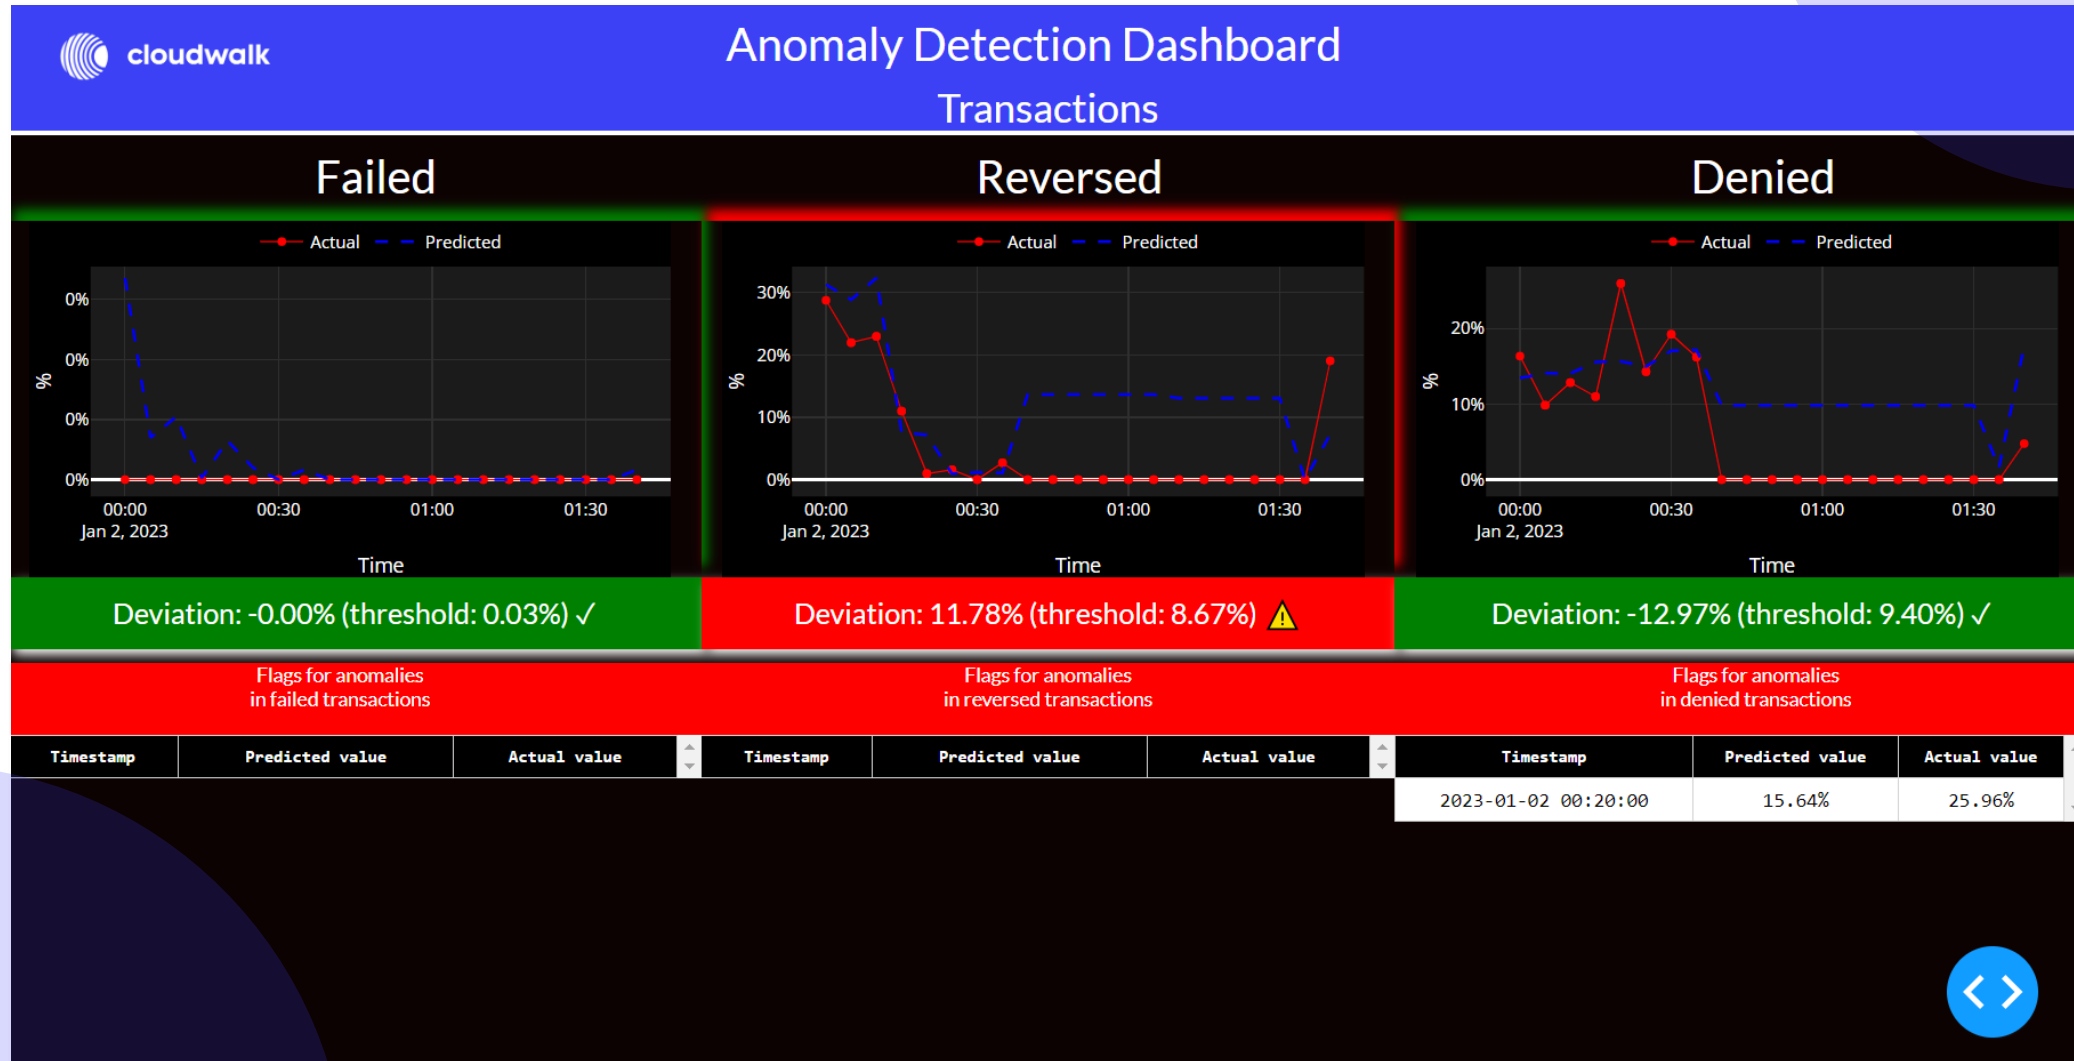 cloudwalk
Anomaly Detection Dashboard
Transactions
Failed
Actual Predicted
0%
0%
0%
0%
%
00:00 00:30 01:00 01:30
Jan 2, 2023
Time
Deviation: -0.00% (threshold: 0.03%) ✓
Flags for anomalies
in failed transactions
Timestamp Predicted value Actual value
Reversed
Actual Predicted
30%
20%
10%
0%
%
00:00 00:30 01:00 01:30
Jan 2, 2023
Time
Deviation: 11.78% (threshold: 8.67%) ⚠
Flags for anomalies
in reversed transactions
Timestamp Predicted value Actual value
Denied
Actual Predicted
20%
10%
0%
%
00:00 00:30 01:00 01:30
Jan 2, 2023
Time
Deviation: -12.97% (threshold: 9.40%) ✓
Flags for anomalies
in denied transactions
Timestamp Predicted value Actual value
2023-01-02 00:20:00 15.64% 25.96%